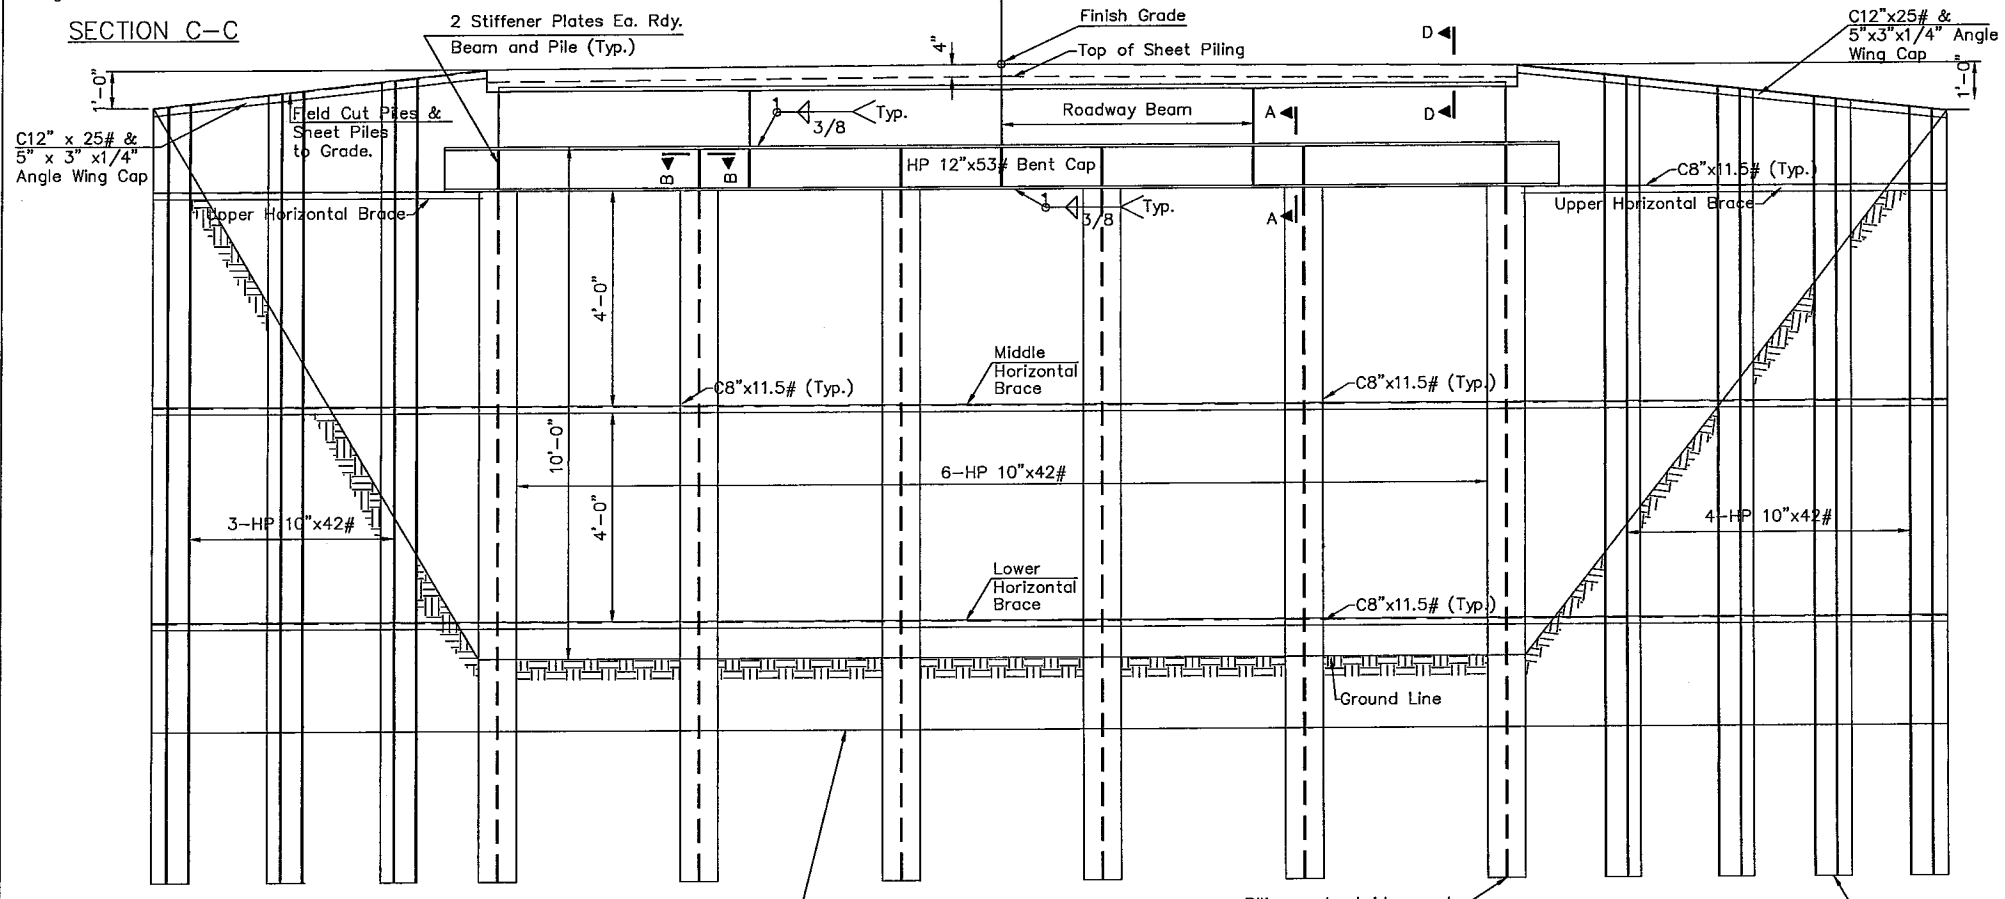 SECTION C-C
2 Stiffener Plates Ea. Rdy.
Beam and Pile (Typ.)
Finish Grade
4"
Top of Sheet Piling
D
C12"x25# &
5"x3"x1/4" Angle
Wing Cap
1'-0"
1'-0"
Field Cut Piles &
Sheet Piles
to Grade.
C12" x 25# &
5" x 3" x1/4"
Angle Wing Cap
1
3/8
Typ.
Roadway Beam
A
D
B
B
HP 12"x53# Bent Cap
C8"x11.5# (Typ.)
Upper Horizontal Brace
Upper Horizontal Brace
1
3/8
Typ.
A
4'-0"
Middle
Horizontal
Brace
C8"x11.5# (Typ.)
C8"x11.5# (Typ.)
10'-0"
6-HP 10"x42#
3-HP 10"x42#
4'-0"
4-HP 10"x42#
Lower
Horizontal
Brace
C8"x11.5# (Typ.)
Ground Line